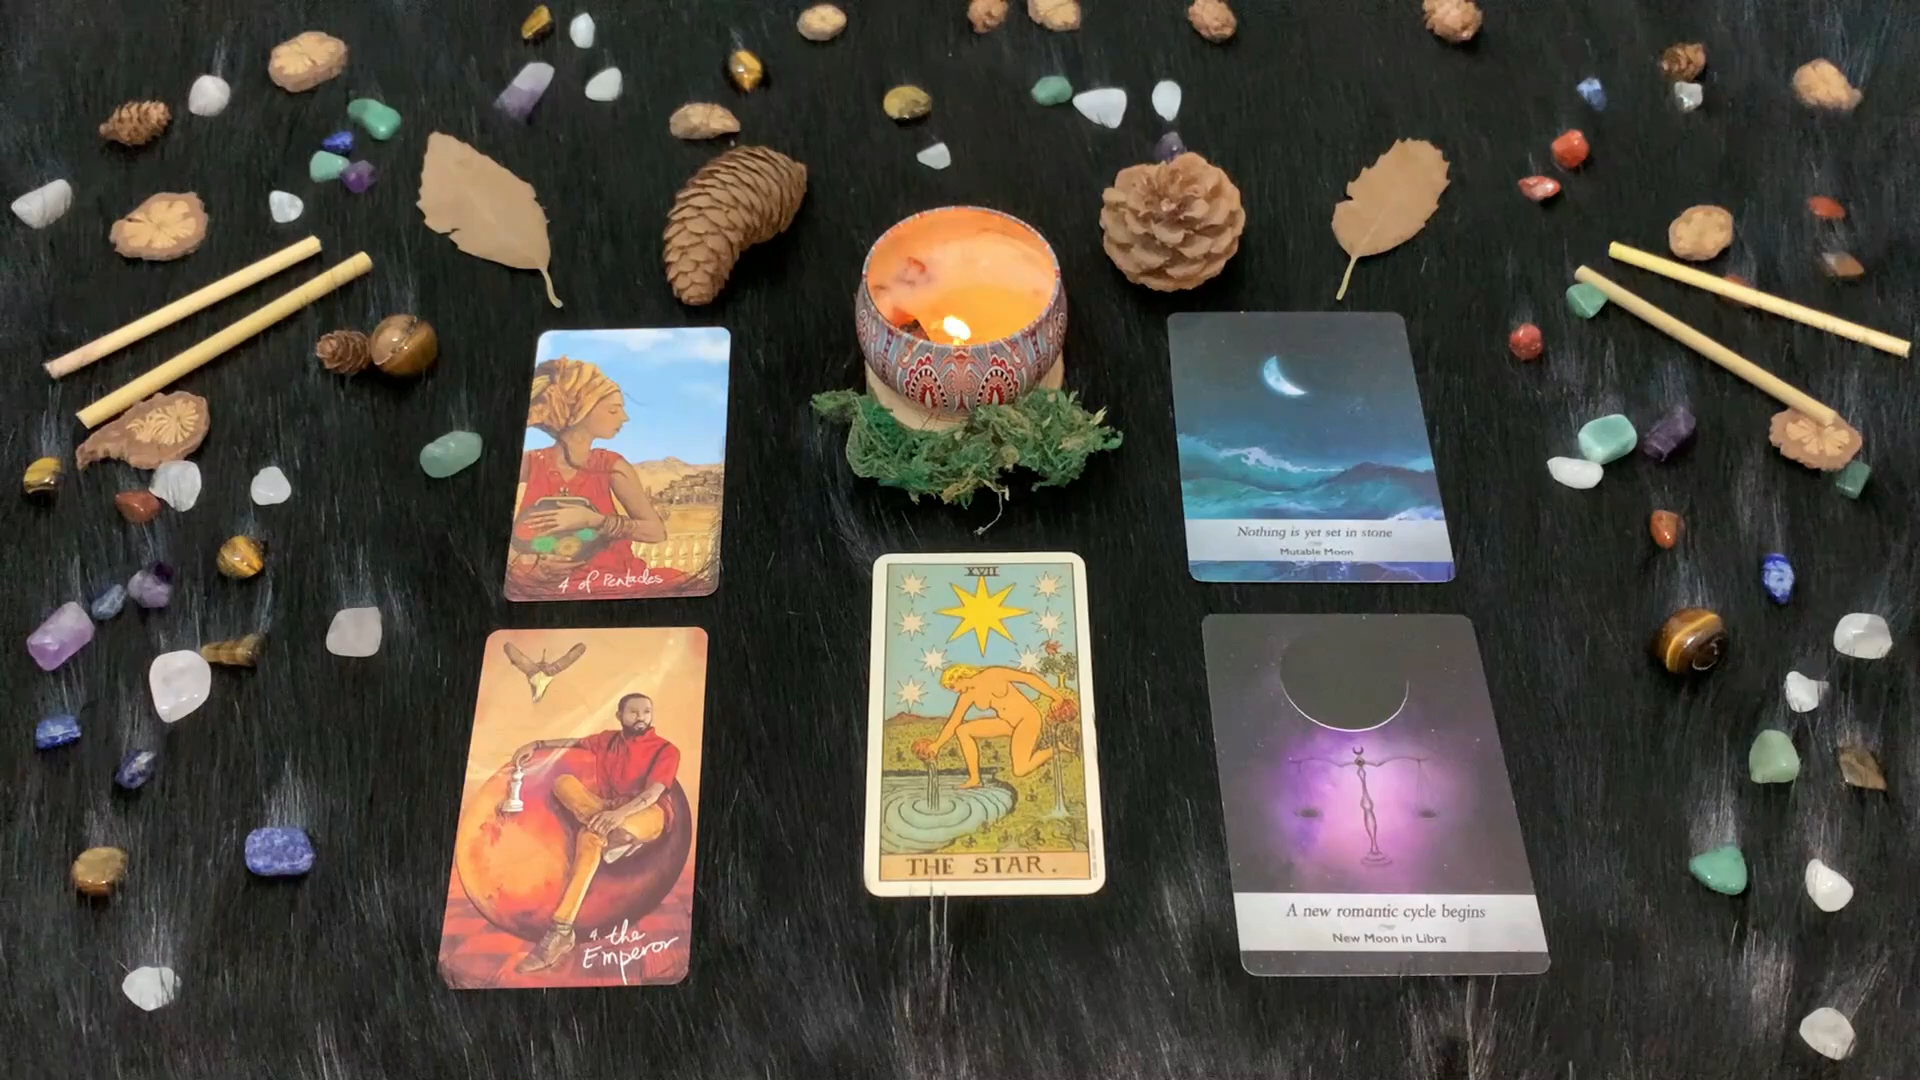 4 of Pentacles
4. the
Emperor
XVII
THE STAR.
Nothing is yet set in stone
Mutable Moon
A new romantic cycle begins
New Moon in Libra